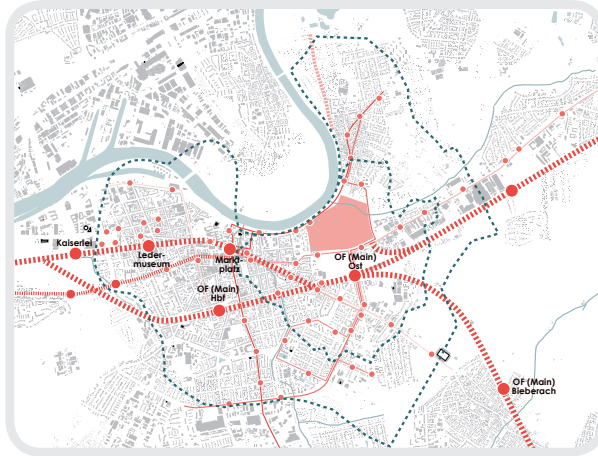 Kaiserlei
Leder-
museum
Markt-
platz
OF (Main)
Hbf
OF (Main)
Ost
OF (Main)
Bieberach